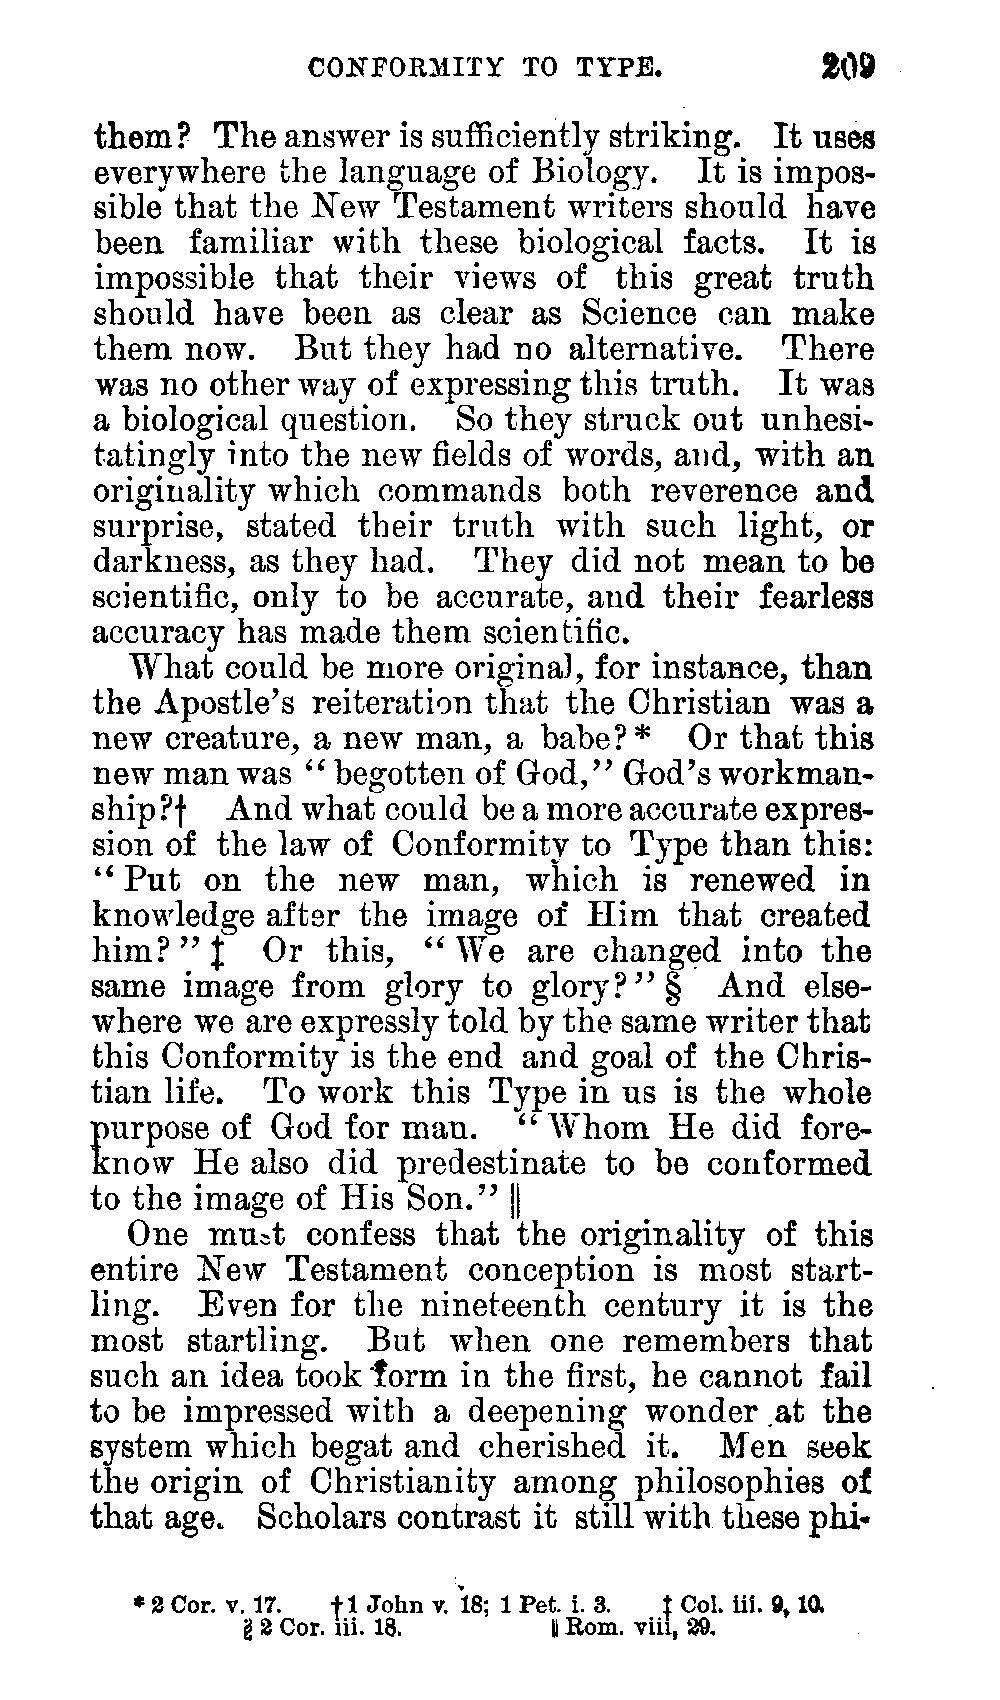 CONFORMITY TO TYPE. 209
them? The answer is sufficiently striking. It uses
everywhere the language of Biology. It is impos-
sible that the New Testament writers should have
been familiar with these biological facts. It is
impossible that their views of this great truth
should have been as clear as Science can make
them now. But they had no alternative. There
was no other way of expressing this truth. It was
a biological question. So they struck out unhesi-
tatingly into the new fields of words, and, with an
originality which commands both reverence and
surprise, stated their truth with such light, or
darkness, as they had. They did not mean to be
scientific, only to be accurate, and their fearless
accuracy has made them scientific.
What could be more original, for instance, than
the Apostle's reiteration that the Christian was a
new creature, a new man, a babe?* Or that this
new man was "begotten of God," God's workman-
ship?† And what could be a more accurate expres-
sion of the law of Conformity to Type than this:
"Put on the new man, which is renewed in
knowledge after the image of Him that created
him?"‡ Or this, "We are changed into the
same image from glory to glory?"§ And else-
where we are expressly told by the same writer that
this Conformity is the end and goal of the Chris-
tian life. To work this Type in us is the whole
purpose of God for man. "Whom He did fore-
know He also did predestinate to be conformed
to the image of His Son."‖
One must confess that the originality of this
entire New Testament conception is most start-
ling. Even for the nineteenth century it is the
most startling. But when one remembers that
such an idea took form in the first, he cannot fail
to be impressed with a deepening wonder at the
system which begat and cherished it. Men seek
the origin of Christianity among philosophies of
that age. Scholars contrast it still with these phi-
* 2 Cor. v. 17. † 1 John v. 18; 1 Pet. i. 3. ‡ Col. iii. 9, 10.
§ 2 Cor. iii. 18. ‖ Rom. viii, 29.